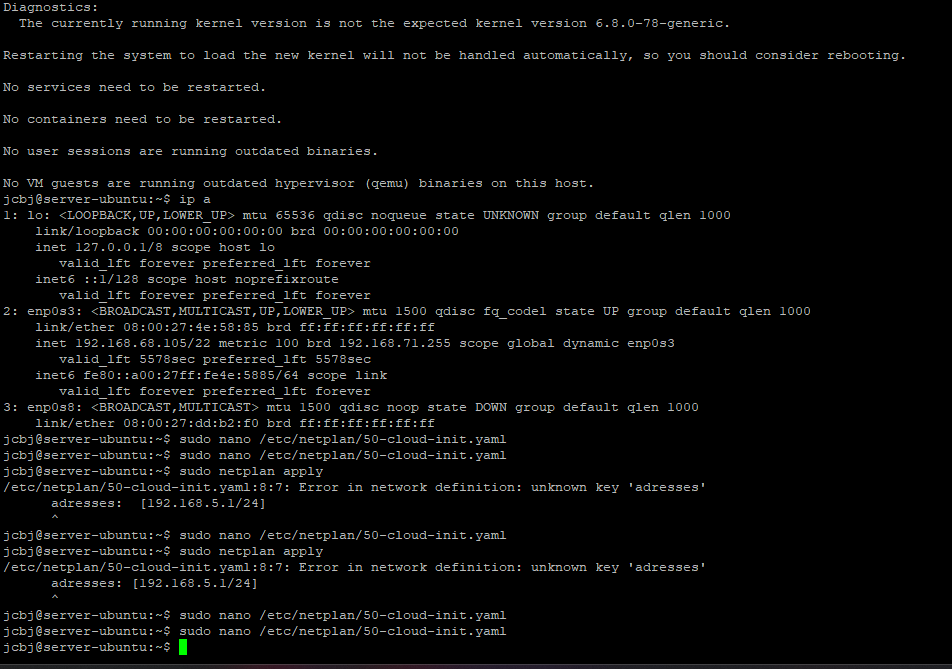 Diagnostics:
  The currently running kernel version is not the expected kernel version 6.8.0-78-generic.
Restarting the system to load the new kernel will not be handled automatically, so you should consider rebooting.
No services need to be restarted.
No containers need to be restarted.
No user sessions are running outdated binaries.
No VM guests are running outdated hypervisor (qemu) binaries on this host.
jcbj@server-ubuntu:~$ ip a
1: lo: <LOOPBACK,UP,LOWER_UP> mtu 65536 qdisc noqueue state UNKNOWN group default qlen 1000
    link/loopback 00:00:00:00:00:00 brd 00:00:00:00:00:00
    inet 127.0.0.1/8 scope host lo
       valid_lft forever preferred_lft forever
    inet6 ::1/128 scope host noprefixroute
       valid_lft forever preferred_lft forever
2: enp0s3: <BROADCAST,MULTICAST,UP,LOWER_UP> mtu 1500 qdisc fq_codel state UP group default qlen 1000
    link/ether 08:00:27:4e:58:85 brd ff:ff:ff:ff:ff:ff
    inet 192.168.68.105/22 metric 100 brd 192.168.71.255 scope global dynamic enp0s3
       valid_lft 5578sec preferred_lft 5578sec
    inet6 fe80::a00:27ff:fe4e:5885/64 scope link
       valid_lft forever preferred_lft forever
3: enp0s8: <BROADCAST,MULTICAST> mtu 1500 qdisc noop state DOWN group default qlen 1000
    link/ether 08:00:27:dd:b2:f0 brd ff:ff:ff:ff:ff:ff
jcbj@server-ubuntu:~$ sudo nano /etc/netplan/50-cloud-init.yaml
jcbj@server-ubuntu:~$ sudo nano /etc/netplan/50-cloud-init.yaml
jcbj@server-ubuntu:~$ sudo netplan apply
/etc/netplan/50-cloud-init.yaml:8:7: Error in network definition: unknown key 'adresses'
      adresses:  [192.168.5.1/24]
      ^
jcbj@server-ubuntu:~$ sudo nano /etc/netplan/50-cloud-init.yaml
jcbj@server-ubuntu:~$ sudo netplan apply
/etc/netplan/50-cloud-init.yaml:8:7: Error in network definition: unknown key 'adresses'
      adresses: [192.168.5.1/24]
      ^
jcbj@server-ubuntu:~$ sudo nano /etc/netplan/50-cloud-init.yaml
jcbj@server-ubuntu:~$ sudo nano /etc/netplan/50-cloud-init.yaml
jcbj@server-ubuntu:~$